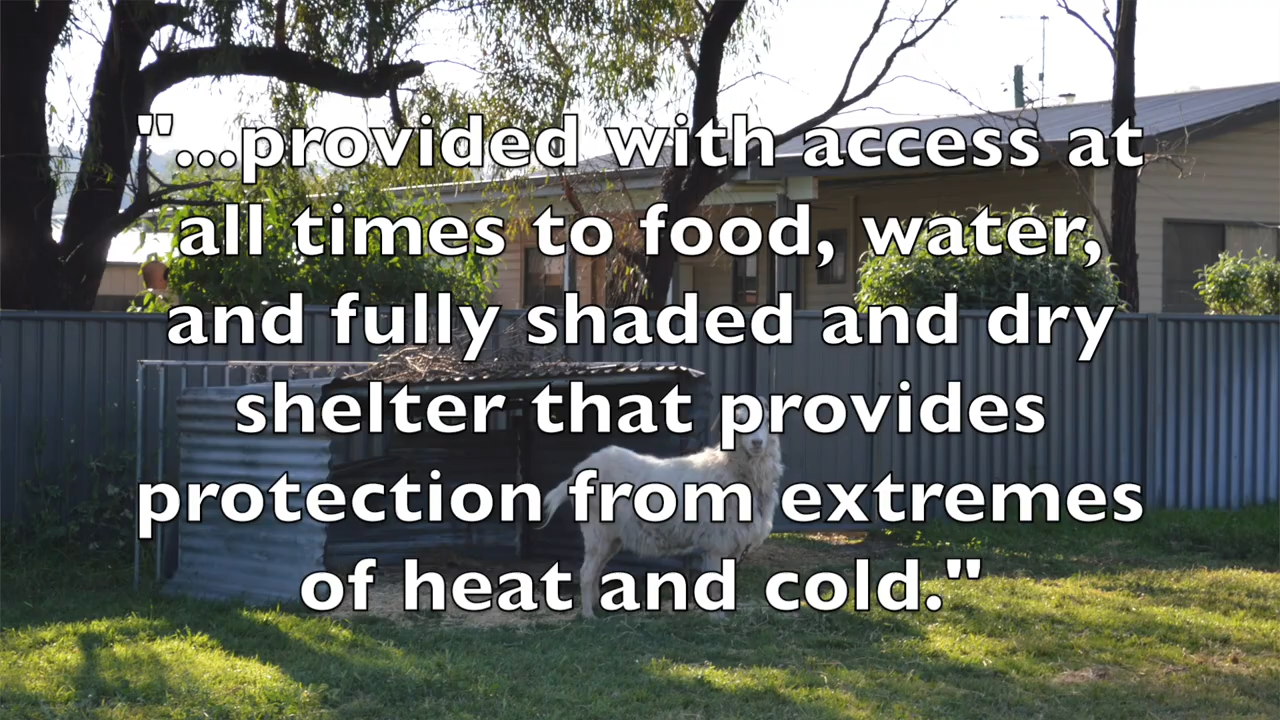 "...provided with access at
all times to food, water,
and fully shaded and dry
shelter that provides
protection from extremes
of heat and cold."